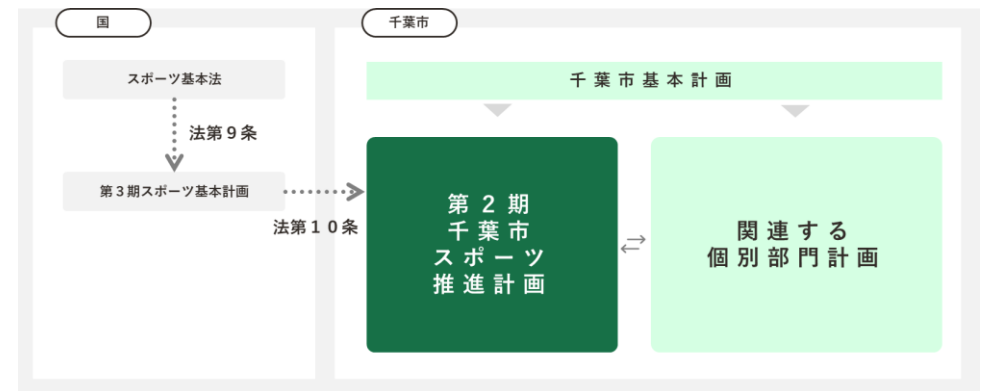 国
スポーツ基本法
法第９条
第３期スポーツ基本計画
法第１０条
千葉市
千葉市基本計画
第２期
千葉市
スポーツ
推進計画
関連する
個別部門計画